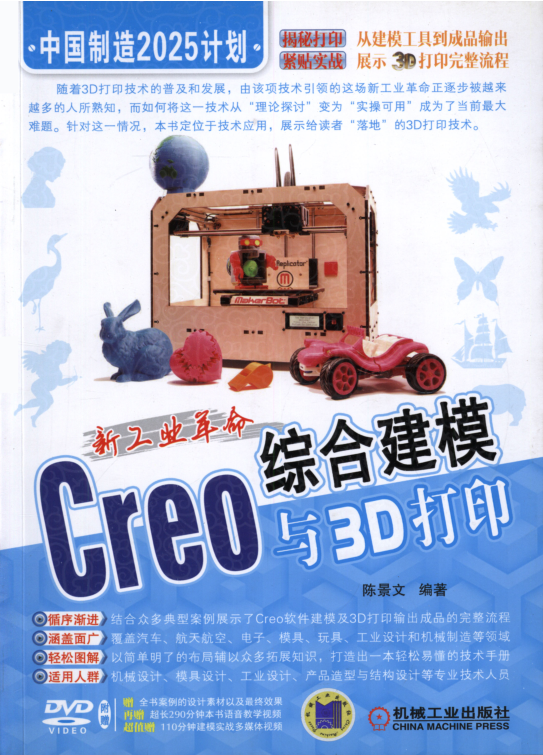 中国制造2025计划
揭秘打印 从建模工具到成品输出
紧贴实战 展示3D打印完整流程
随着3D打印技术的普及和发展，由该项技术引领的这场新工业革命正逐步被越
越多的人所熟知，而如何将这一技术从“理论探讨”变为“实操可用”成为了当前最大
难题。针对这一情况，本书定位于技术应用，展示给读者“落地”的3D打印技术。
Replicator
MakerBot
新工业革命
Creo 综合建模
与3D打印
陈景文 编著
循序渐进 结合众多典型案例展示了Creo软件建模及3D打印输出成品的完整流程
涵盖面广 覆盖汽车、航天航空、电子、模具、玩具、工业设计和机械制造等领域
轻松图解 以简单明了的布局辅以众多拓展知识，打造出一本轻松易懂的技术手册
适用人群 机械设计、模具设计、工业设计、产品造型与结构设计等专业技术人员
DVD VIDEO 附赠
赠 全书案例的设计素材以及最终效果
再赠 超长290分钟本书语音教学视频
超值赠 110分钟建模实战多媒体视频
机械工业出版社
CHINA MACHINE PRESS